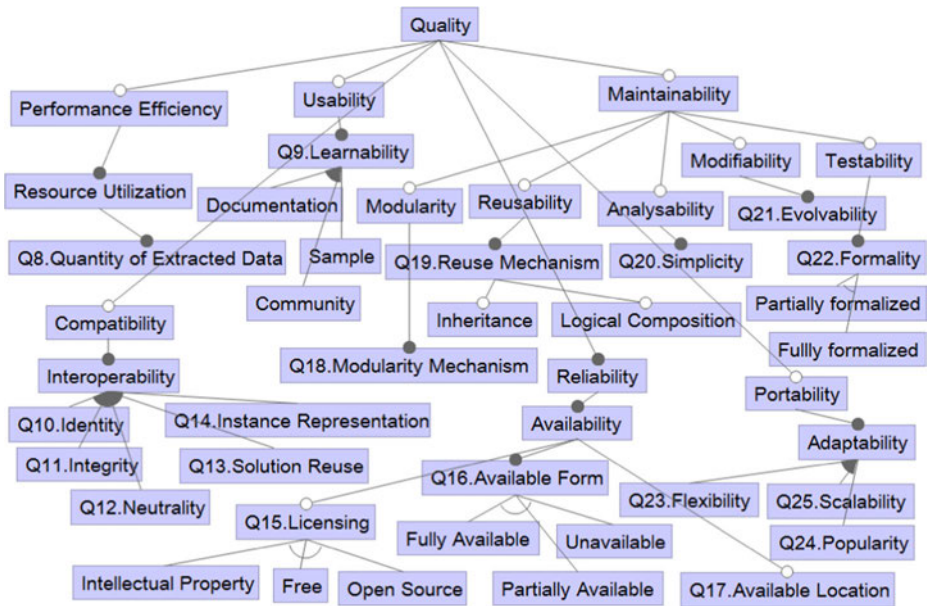 Quality
Performance Efficiency
Usability
Maintainability
Q9.Learnability
Modifiability
Testability
Resource Utilization
Documentation
Modularity
Reusability
Analysability
Q21.Evolvability
Q8.Quantity of Extracted Data
Sample
Q19.Reuse Mechanism
Q20.Simplicity
Q22.Formality
Community
Partially formalized
Compatibility
Inheritance
Logical Composition
Fullly formalized
Q18.Modularity Mechanism
Interoperability
Reliability
Portability
Q10.Identity
Q14.Instance Representation
Availability
Adaptability
Q11.Integrity
Q13.Solution Reuse
Q16.Available Form
Q23.Flexibility
Q25.Scalability
Q12.Neutrality
Q15.Licensing
Fully Available
Unavailable
Q24.Popularity
Intellectual Property
Free
Open Source
Partially Available
Q17.Available Location